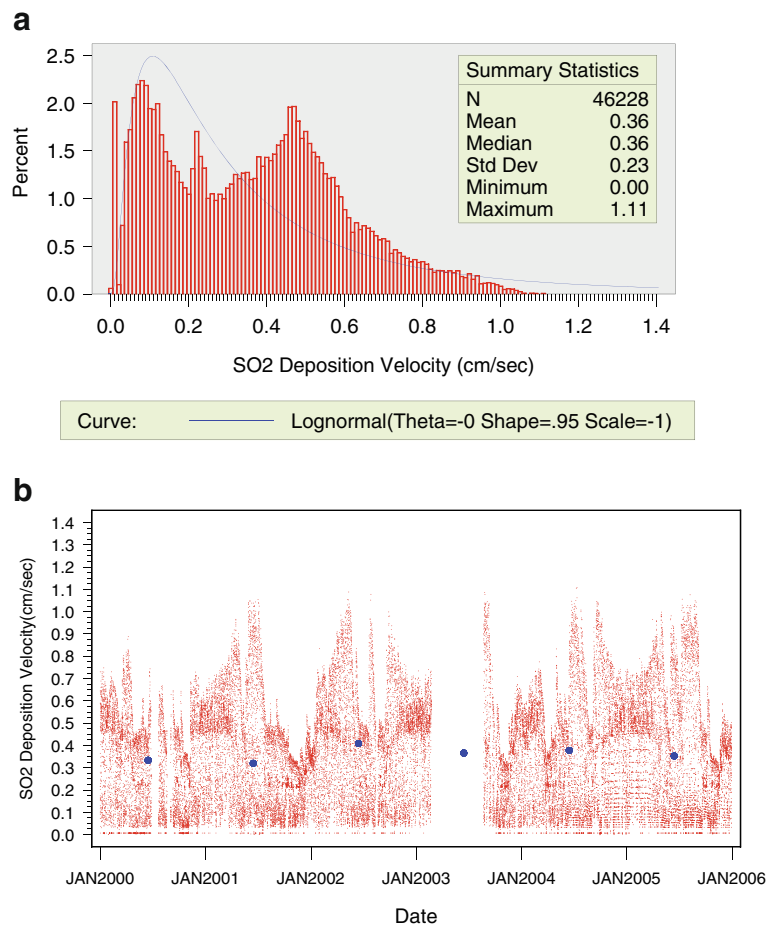 a
Percent
2.5
2.0
1.5
1.0
0.5
0.0
Summary Statistics
N 46228
Mean 0.36
Median 0.36
Std Dev 0.23
Minimum 0.00
Maximum 1.11
0.0 0.2 0.4 0.6 0.8 1.0 1.2 1.4
SO2 Deposition Velocity (cm/sec)
Curve: Lognormal(Theta=-0 Shape=.95 Scale=-1)
b
SO2 Deposition Velocity(cm/sec)
1.4
1.3
1.2
1.1
1.0
0.9
0.8
0.7
0.6
0.5
0.4
0.3
0.2
0.1
0.0
JAN2000 JAN2001 JAN2002 JAN2003 JAN2004 JAN2005 JAN2006
Date